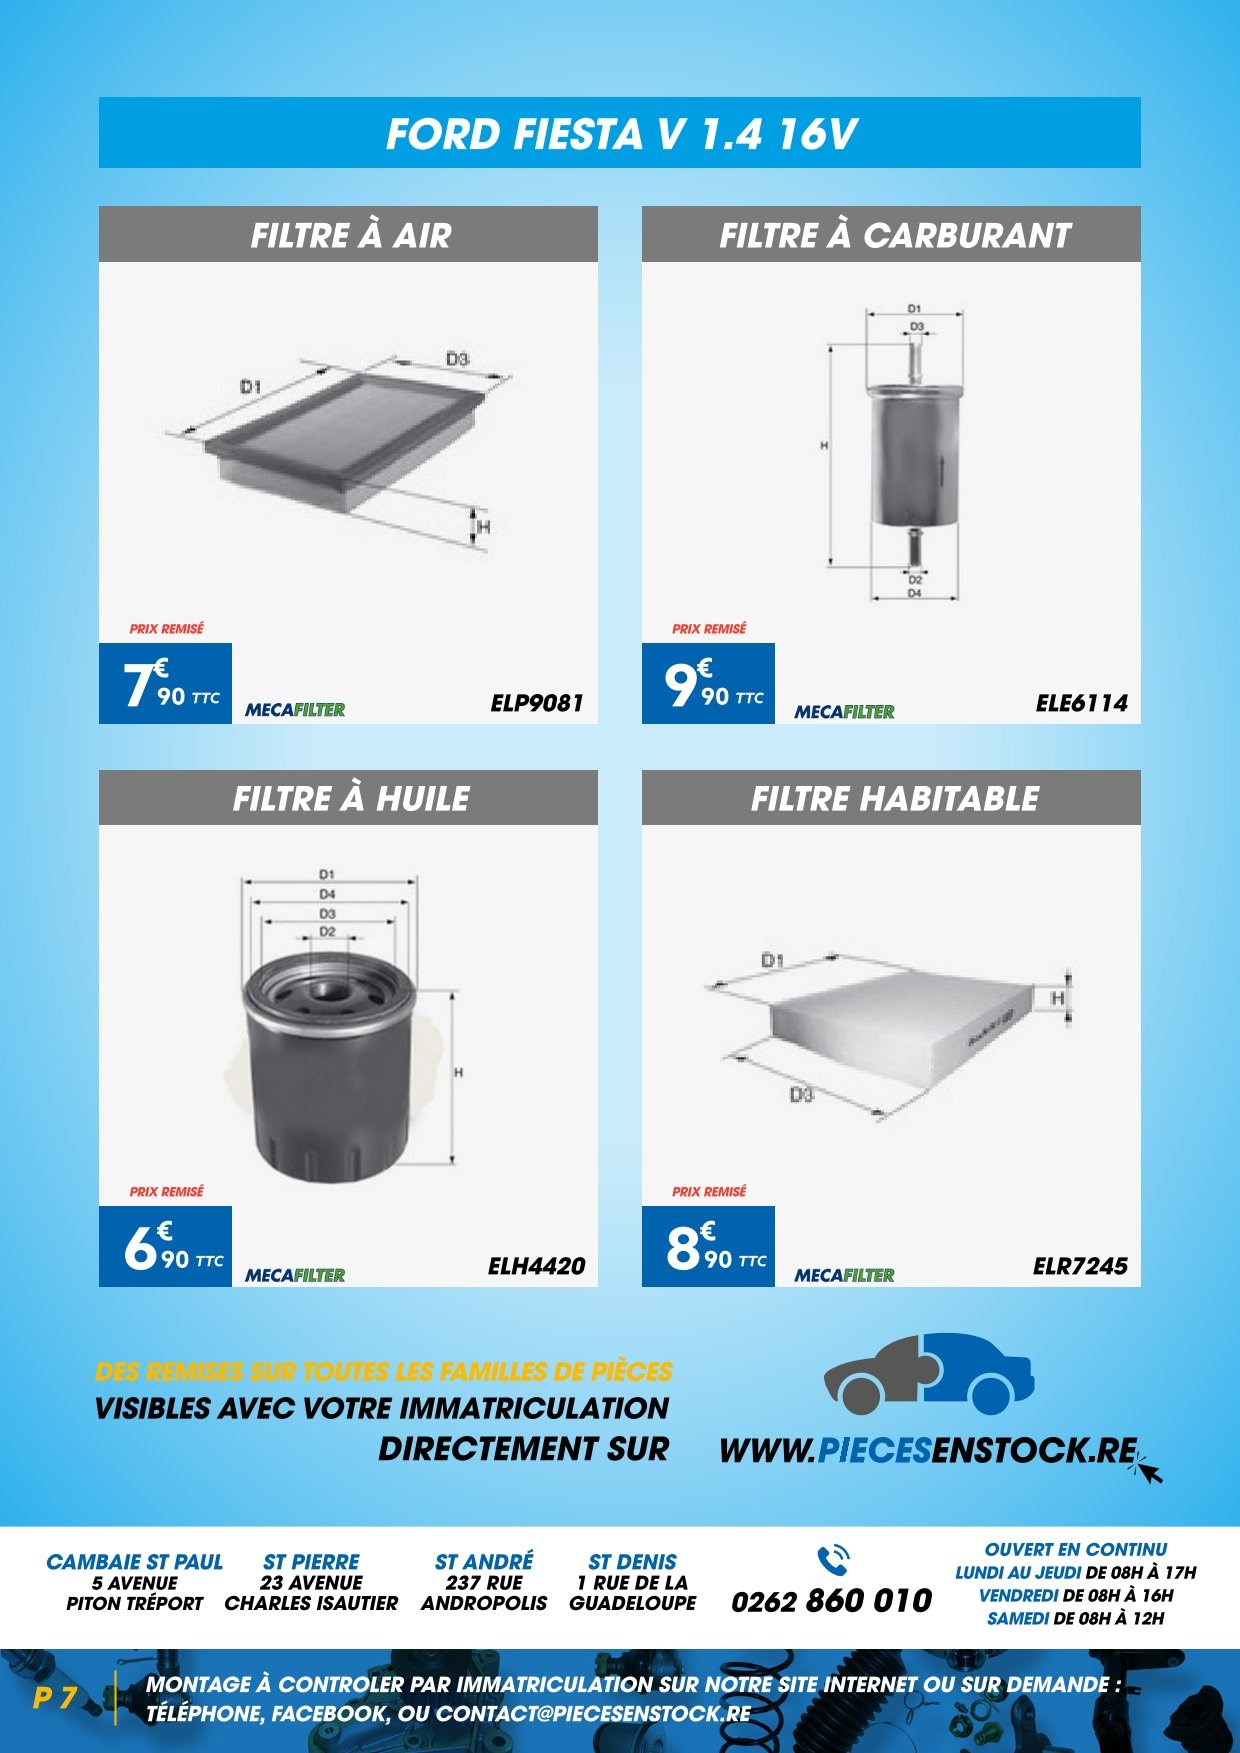 FORD FIESTA V 1.4 16V
FILTRE À AIR
D1
D3
H
PRIX REMISÉ
7€90 TTC
MECAFILTER
ELP9081
FILTRE À CARBURANT
D1
D3
H
D2
D4
PRIX REMISÉ
9€90 TTC
MECAFILTER
ELE6114
FILTRE À HUILE
D1
D4
D3
D2
H
PRIX REMISÉ
6€90 TTC
MECAFILTER
ELH4420
FILTRE HABITABLE
D1
H
D3
PRIX REMISÉ
8€90 TTC
MECAFILTER
ELR7245
DES REMISES SUR TOUTES LES FAMILLES DE PIÈCES
VISIBLES AVEC VOTRE IMMATRICULATION
DIRECTEMENT SUR
WWW.PIECESENSTOCK.RE
CAMBAIE ST PAUL
5 AVENUE
PITON TRÉPORT
ST PIERRE
23 AVENUE
CHARLES ISAUTIER
ST ANDRÉ
237 RUE
ANDROPOLIS
ST DENIS
1 RUE DE LA
GUADELOUPE
0262 860 010
OUVERT EN CONTINU
LUNDI AU JEUDI DE 08H À 17H
VENDREDI DE 08H À 16H
SAMEDI DE 08H À 12H
P 7
MONTAGE À CONTROLER PAR IMMATRICULATION SUR NOTRE SITE INTERNET OU SUR DEMANDE :
TÉLÉPHONE, FACEBOOK, OU CONTACT@PIECESENSTOCK.RE